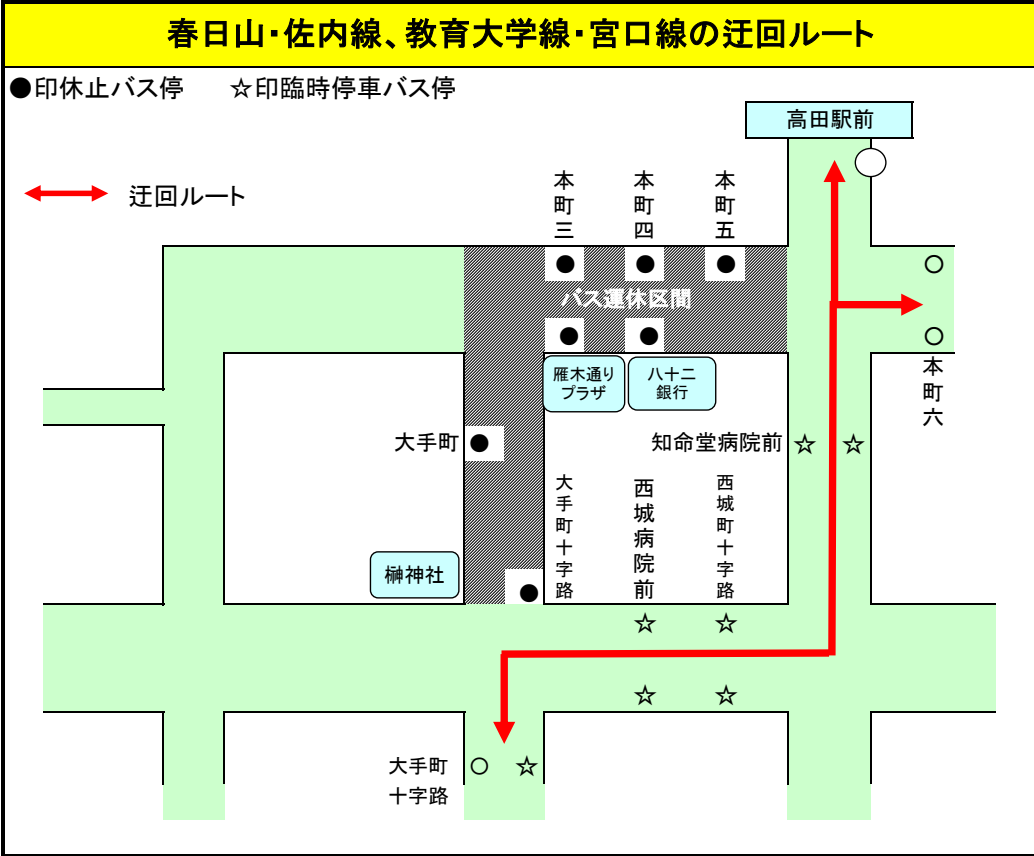 春日山・佐内線、教育大学線・宮口線の迂回ルート
●印休止バス停 ☆印臨時停車バス停
高田駅前
迂回ルート
本町三
本町四
本町五
バス運休区間
雁木通り
プラザ
八十二
銀行
本町六
大手町
知命堂病院前
大手町十字路
西城病院前
西城町十字路
榊神社
大手町
十字路